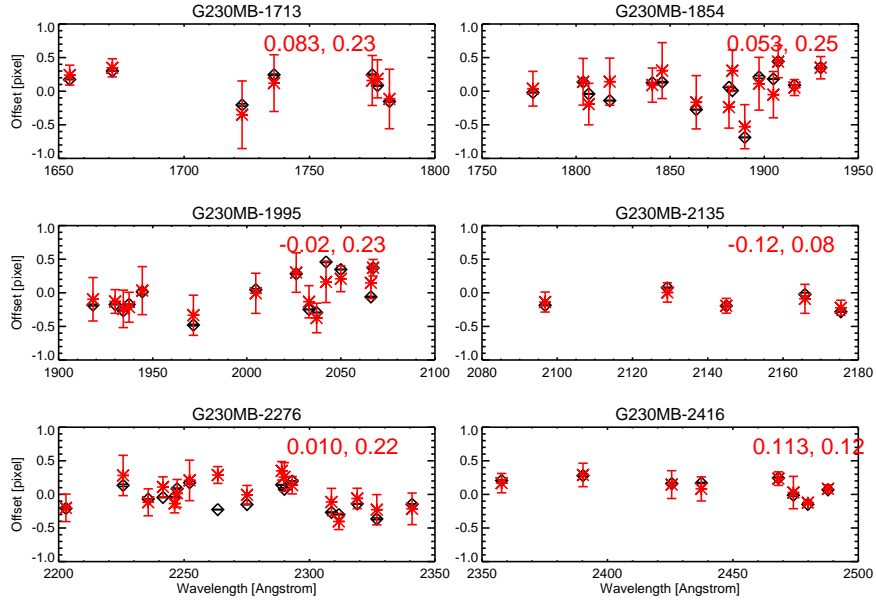 G230MB-1713
0.083, 0.23
Offset [pixel]
1.0
0.5
0.0
-0.5
-1.0
1650 1700 1750 1800
G230MB-1854
0.053, 0.25
1.0
0.5
0.0
-0.5
-1.0
1750 1800 1850 1900 1950
G230MB-1995
-0.02, 0.23
Offset [pixel]
1.0
0.5
0.0
-0.5
-1.0
1900 1950 2000 2050 2100
G230MB-2135
-0.12, 0.08
1.0
0.5
0.0
-0.5
-1.0
2080 2100 2120 2140 2160 2180
G230MB-2276
0.010, 0.22
Offset [pixel]
1.0
0.5
0.0
-0.5
-1.0
2200 2250 2300 2350
Wavelength [Angstrom]
G230MB-2416
0.113, 0.12
1.0
0.5
0.0
-0.5
-1.0
2350 2400 2450 2500
Wavelength [Angstrom]